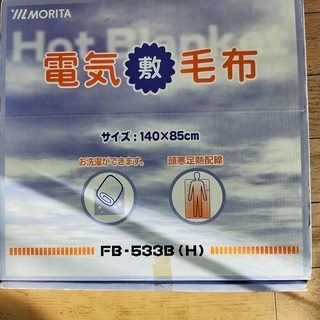 MORITA
Hot Blanket
電気敷毛布
サイズ：140×85cm
お洗濯ができます。
頭寒足熱配線
FB-533B(H)